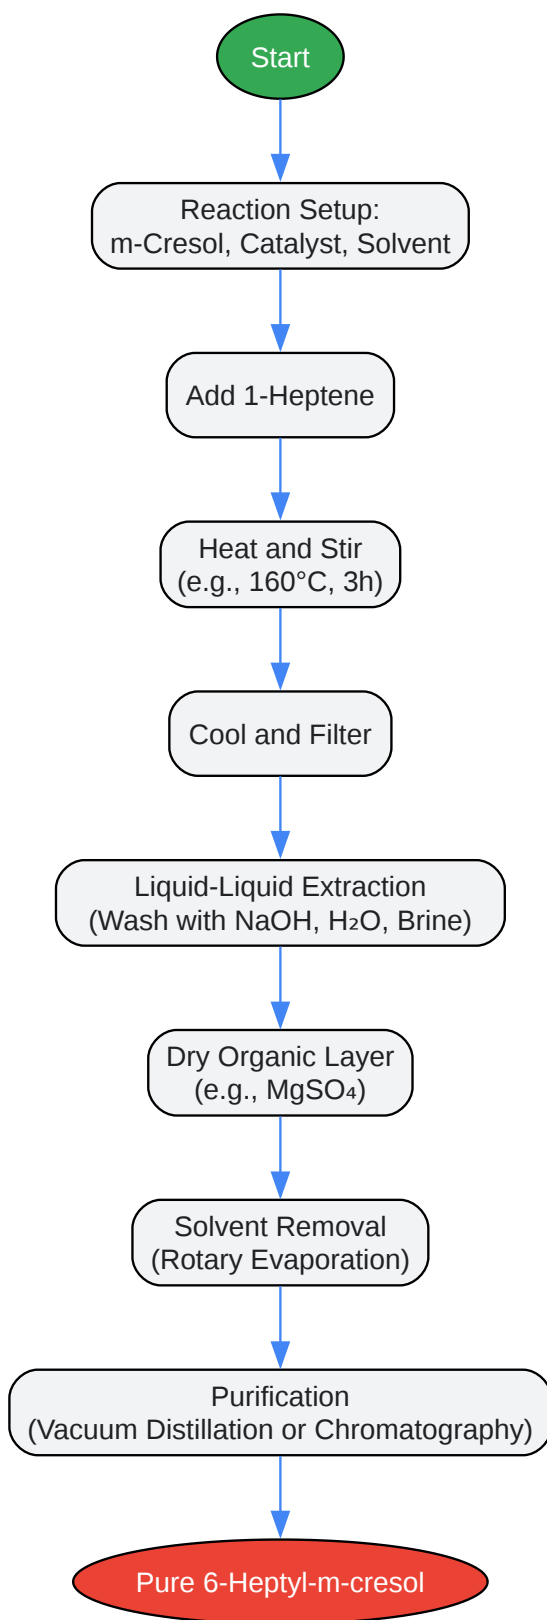 Start
Reaction Setup:
m-Cresol, Catalyst, Solvent
Add 1-Heptene
Heat and Stir
(e.g., 160°C, 3h)
Cool and Filter
Liquid-Liquid Extraction
(Wash with NaOH, H₂O, Brine)
Dry Organic Layer
(e.g., MgSO₄)
Solvent Removal
(Rotary Evaporation)
Purification
(Vacuum Distillation or Chromatography)
Pure 6-Heptyl-m-cresol